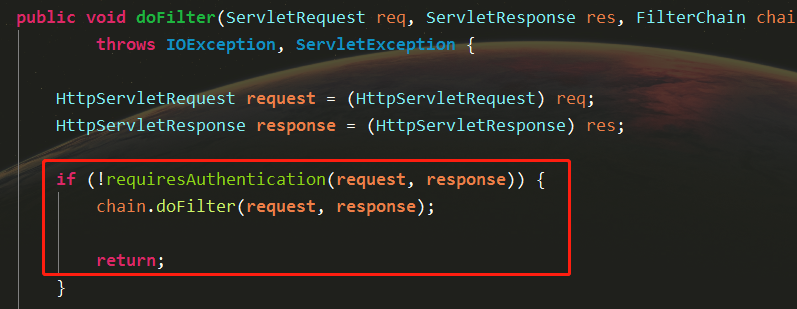 public void doFilter(ServletRequest req, ServletResponse res, FilterChain chai
throws IOException, ServletException {
HttpServletRequest request = (HttpServletRequest) req;
HttpServletResponse response = (HttpServletResponse) res;
if (!requiresAuthentication(request, response)) {
chain.doFilter(request, response);
return;
}